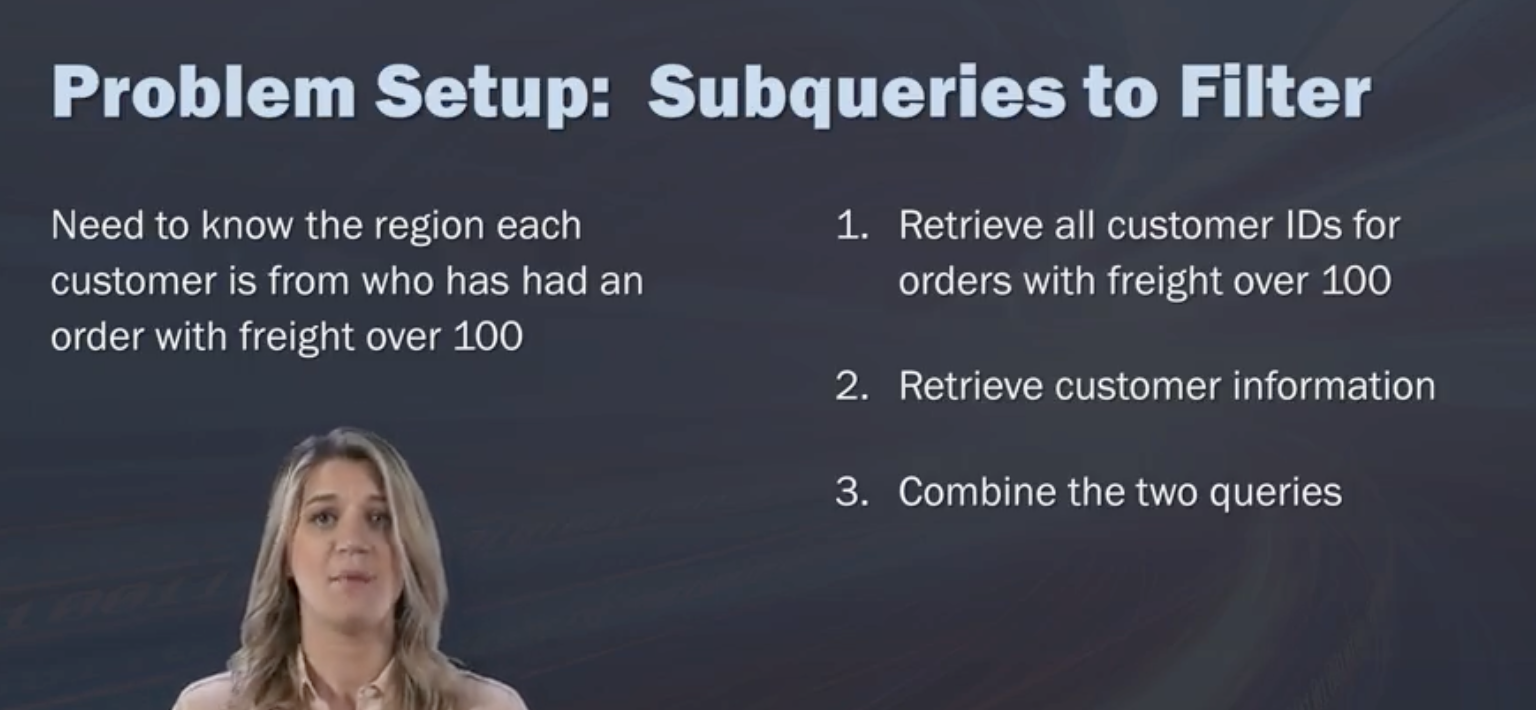 Problem Setup: Subqueries to Filter
Need to know the region each
customer is from who has had an
order with freight over 100
1. Retrieve all customer IDs for
orders with freight over 100
2. Retrieve customer information
3. Combine the two queries